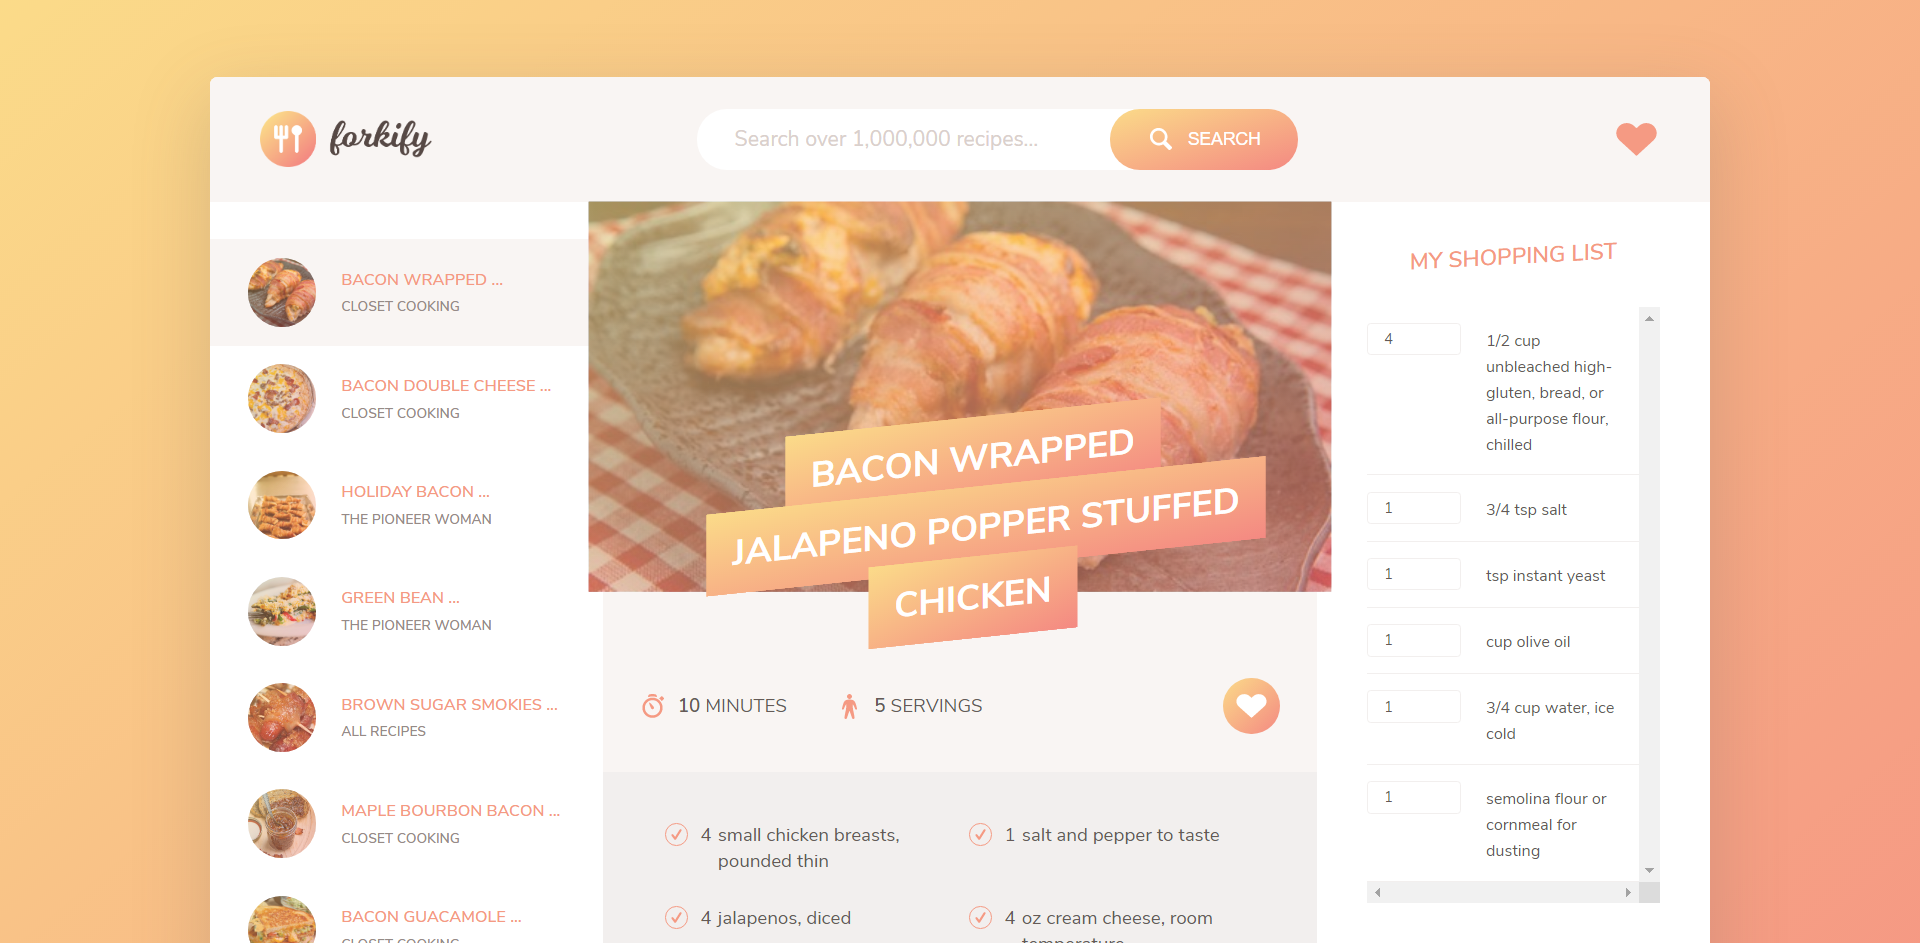 forkify
Search over 1,000,000 recipes...
SEARCH
BACON WRAPPED ...
CLOSET COOKING
BACON DOUBLE CHEESE ...
CLOSET COOKING
HOLIDAY BACON ...
THE PIONEER WOMAN
GREEN BEAN ...
THE PIONEER WOMAN
BROWN SUGAR SMOKIES ...
ALL RECIPES
MAPLE BOURBON BACON ...
CLOSET COOKING
BACON GUACAMOLE ...
CLOSET COOKING
BACON WRAPPED
JALAPENO POPPER STUFFED
CHICKEN
10 MINUTES
5 SERVINGS
4 small chicken breasts,
pounded thin
1 salt and pepper to taste
4 jalapenos, diced
4 oz cream cheese, room
temperature
MY SHOPPING LIST
4
1/2 cup
unbleached high-
gluten, bread, or
all-purpose flour,
chilled
1
3/4 tsp salt
1
tsp instant yeast
1
cup olive oil
1
3/4 cup water, ice
cold
1
semolina flour or
cornmeal for
dusting